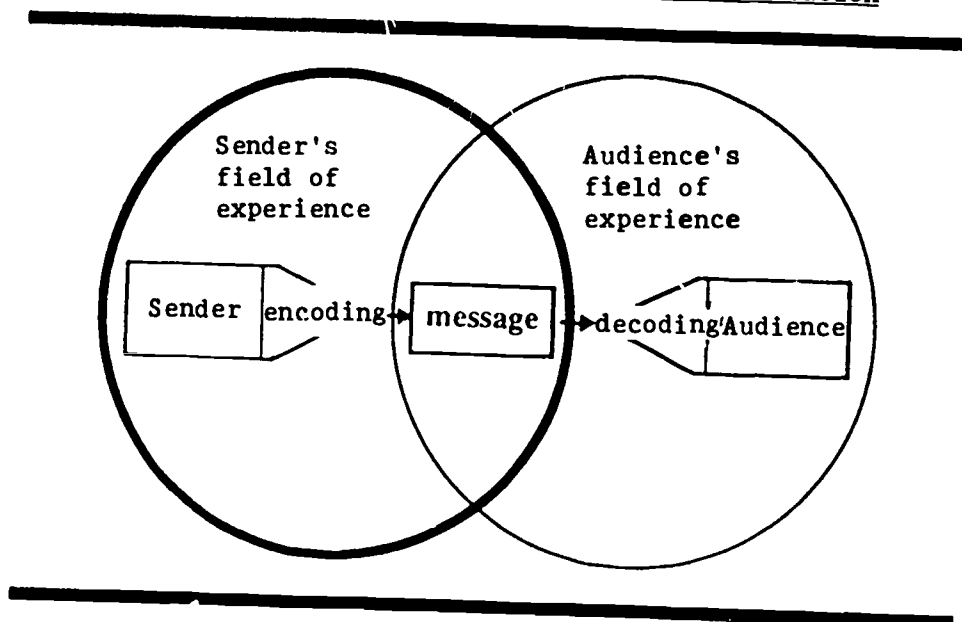 Sender's
field of
experience
Audience's
field of
experience
Sender
encoding
message
decoding
Audience